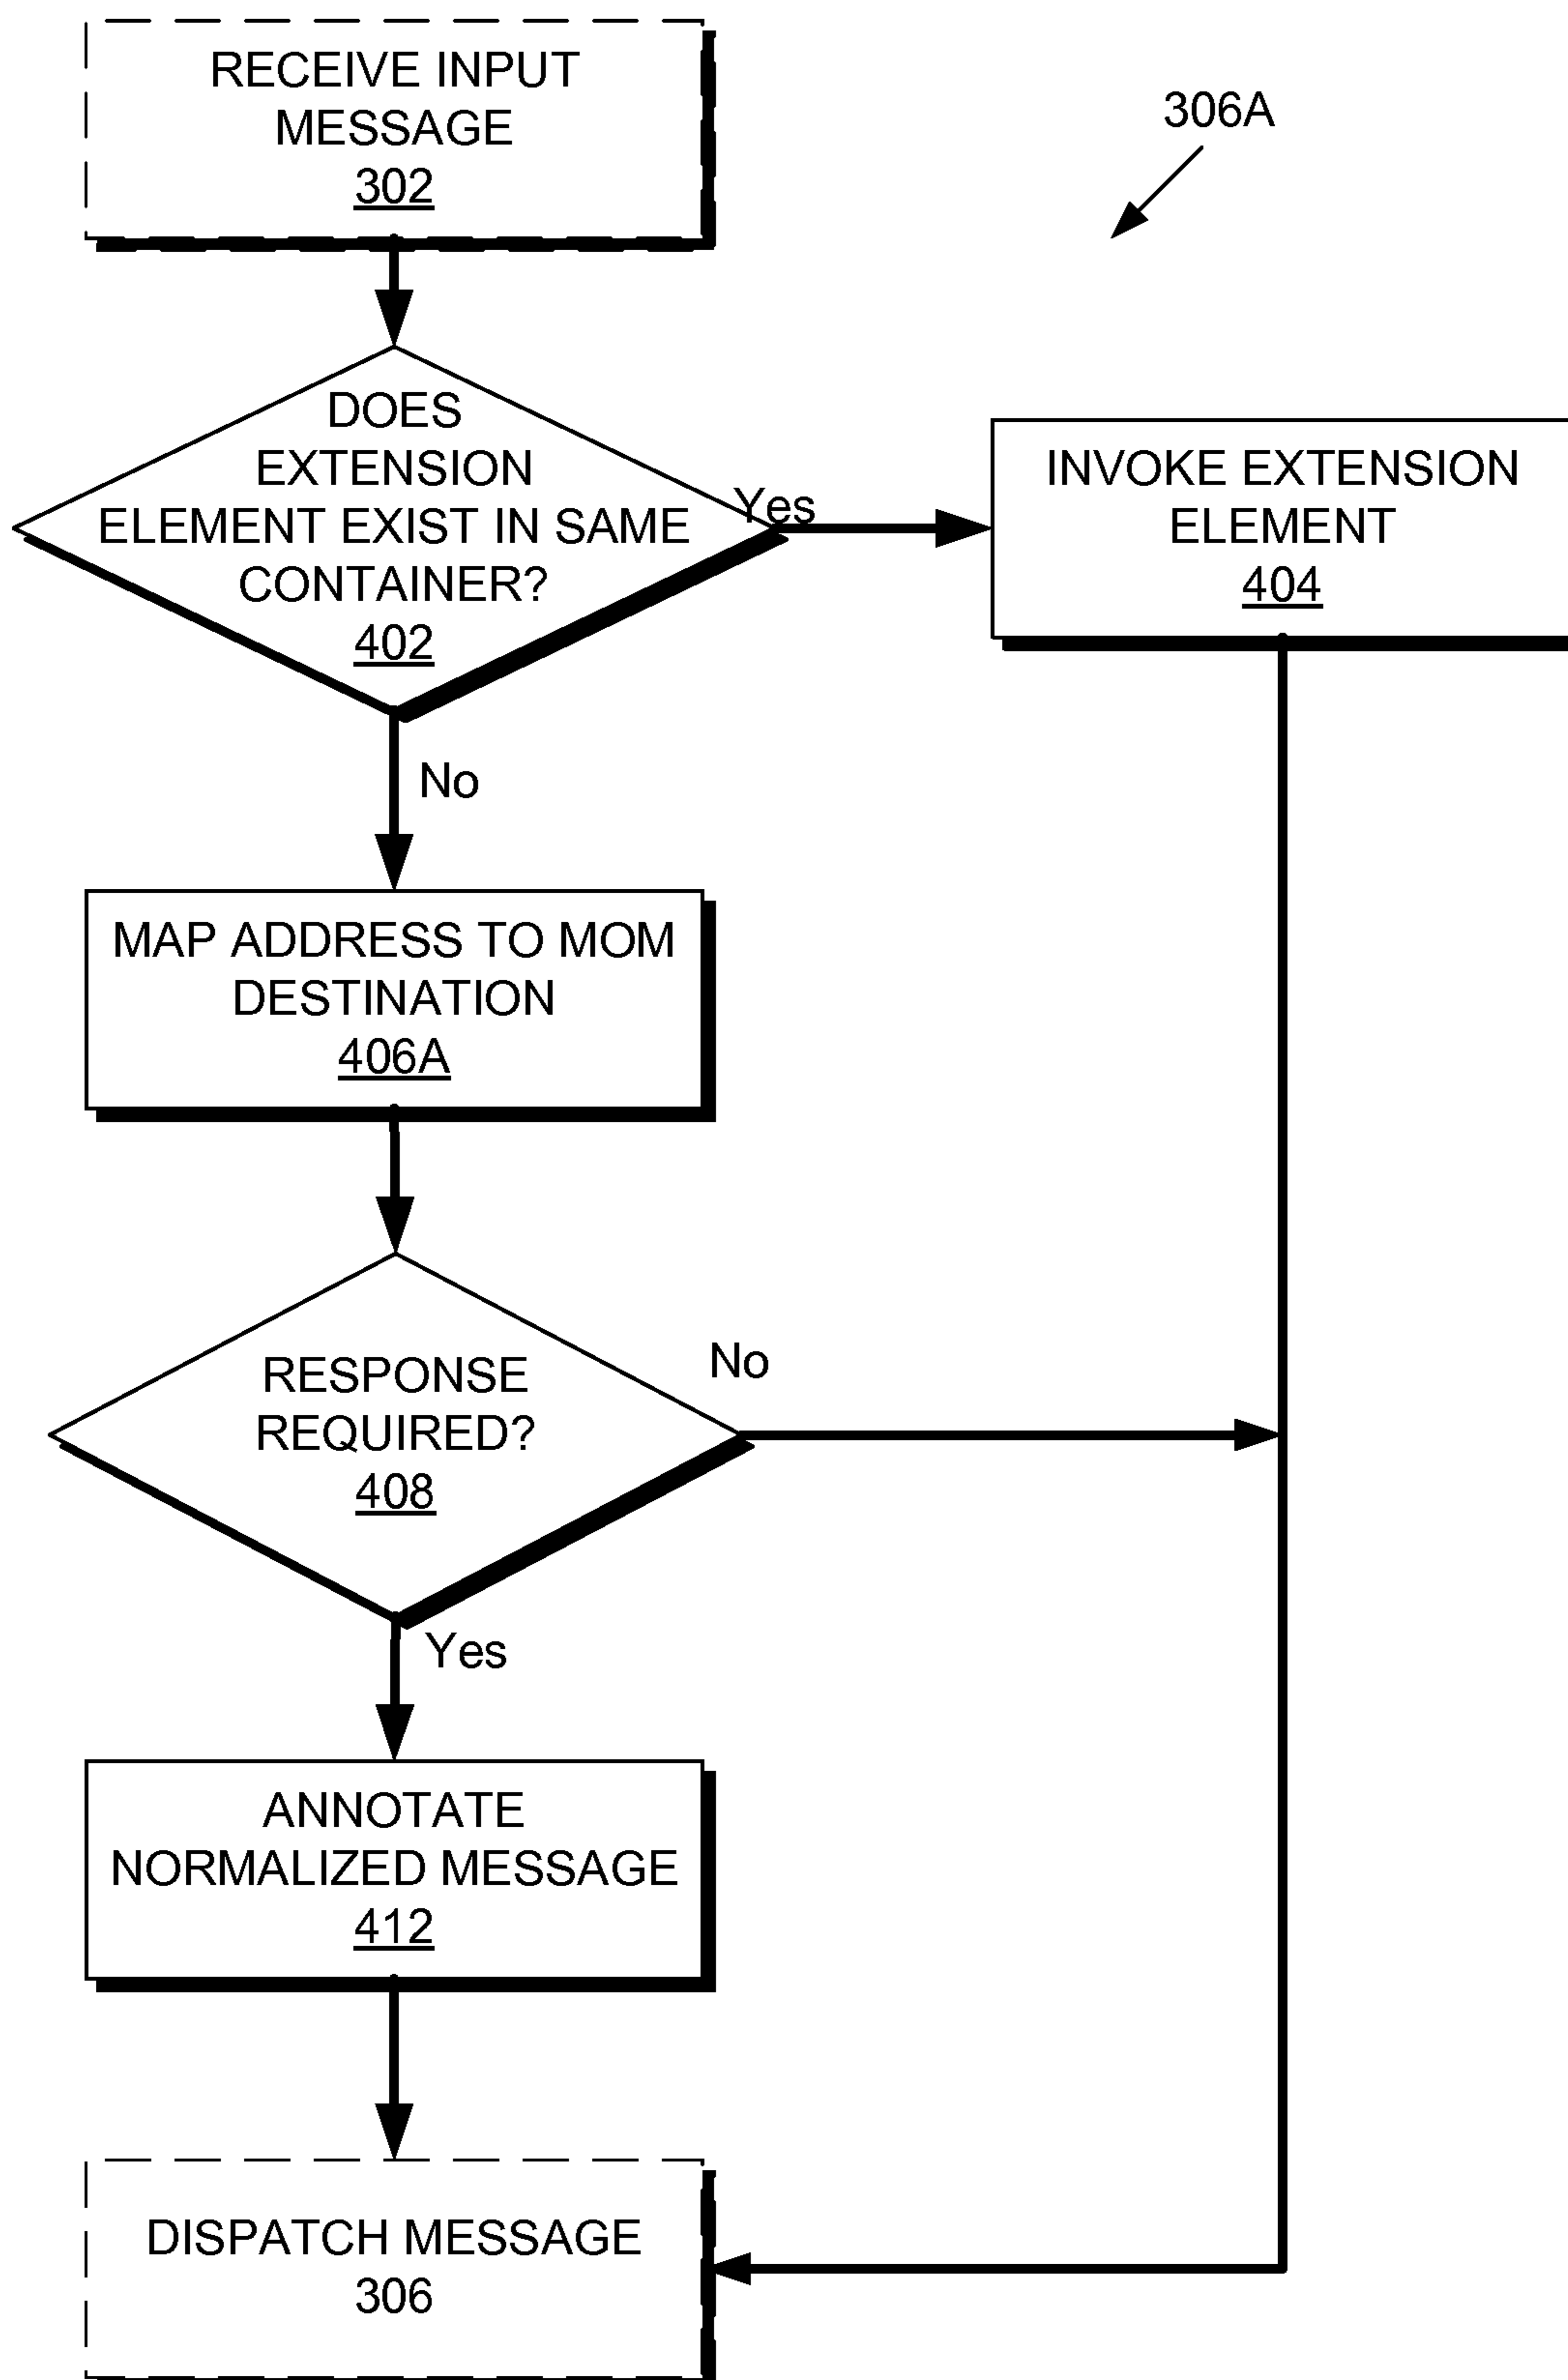 RECEIVE INPUT
MESSAGE
302
306A
DOES
EXTENSION
ELEMENT EXIST IN SAME
CONTAINER?
402
Yes
INVOKE EXTENSION
ELEMENT
404
No
MAP ADDRESS TO MOM
DESTINATION
406A
RESPONSE
REQUIRED?
408
No
Yes
ANNOTATE
NORMALIZED MESSAGE
412
DISPATCH MESSAGE
306